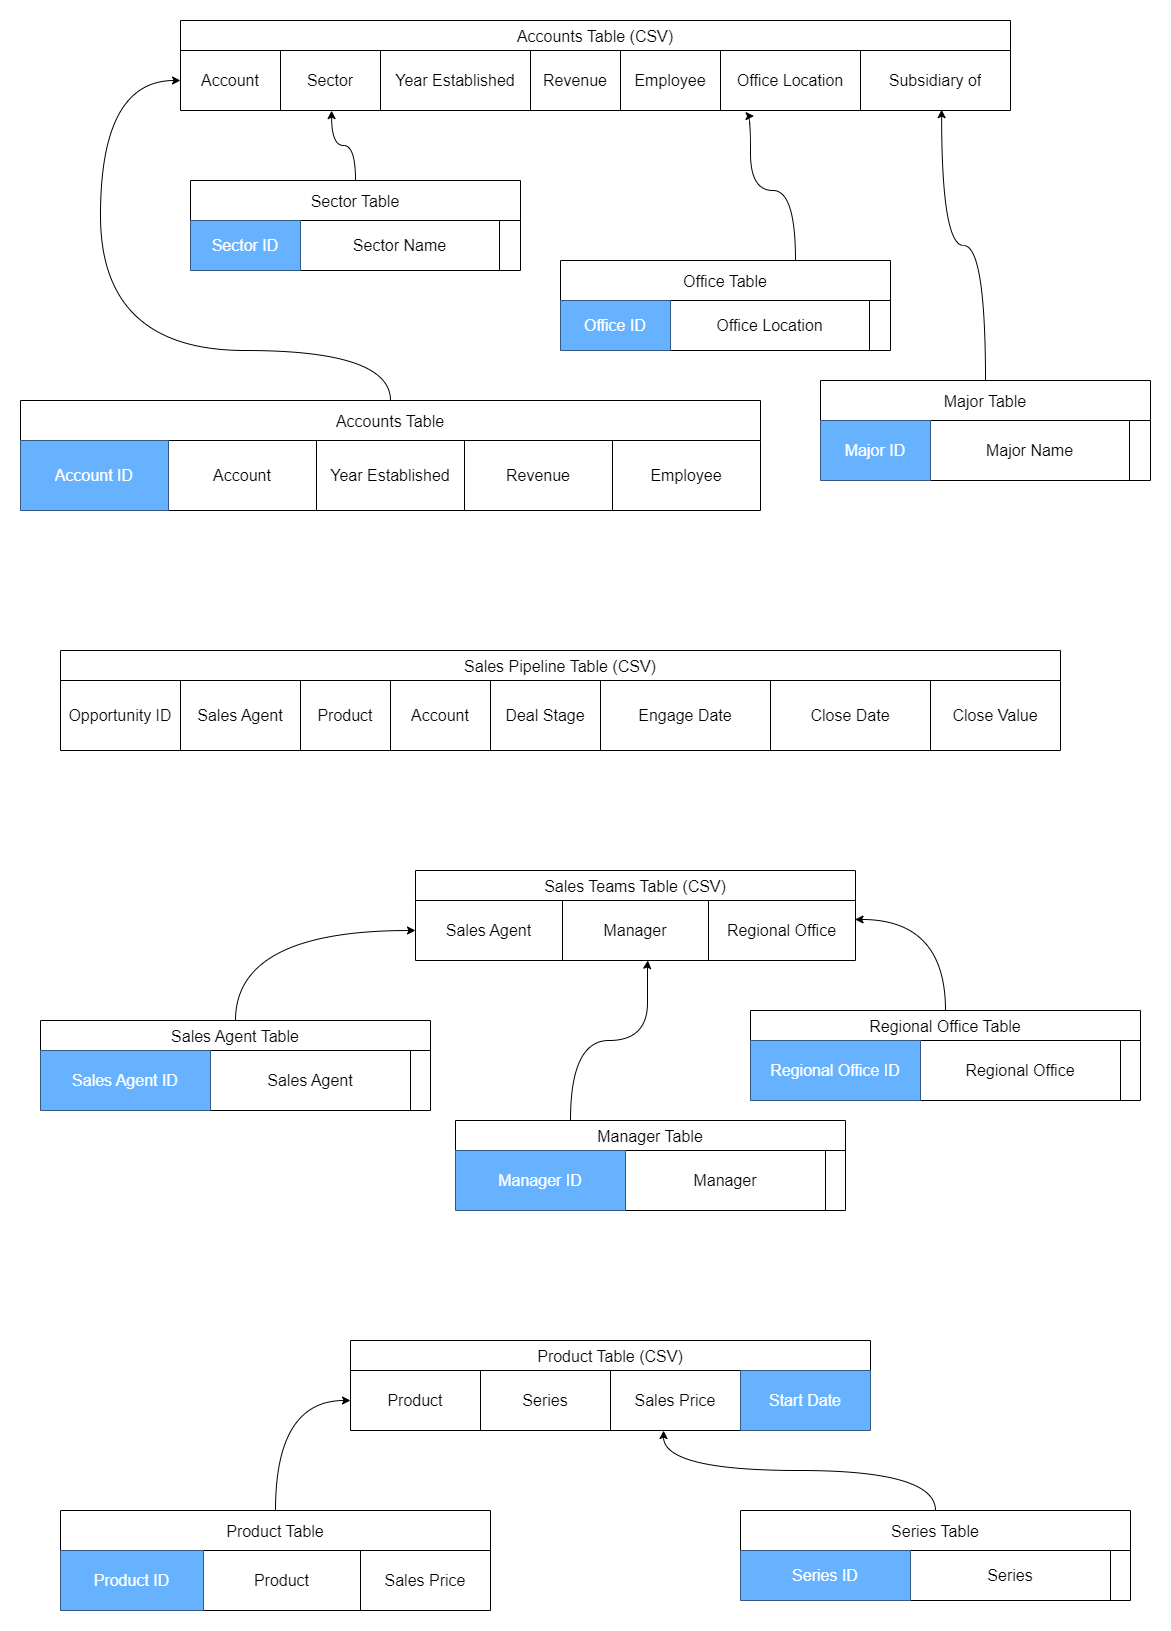 Accounts Table (CSV)
Account Sector Year Established Revenue Employee Office Location Subsidiary of
Sector Table
Sector ID Sector Name
Office Table
Office ID Office Location
Major Table
Major ID Major Name
Accounts Table
Account ID Account Year Established Revenue Employee
Sales Pipeline Table (CSV)
Opportunity ID Sales Agent Product Account Deal Stage Engage Date Close Date Close Value
Sales Teams Table (CSV)
Sales Agent Manager Regional Office
Sales Agent Table
Sales Agent ID Sales Agent
Regional Office Table
Regional Office ID Regional Office
Manager Table
Manager ID Manager
Product Table (CSV)
Product Series Sales Price Start Date
Product Table
Product ID Product Sales Price
Series Table
Series ID Series